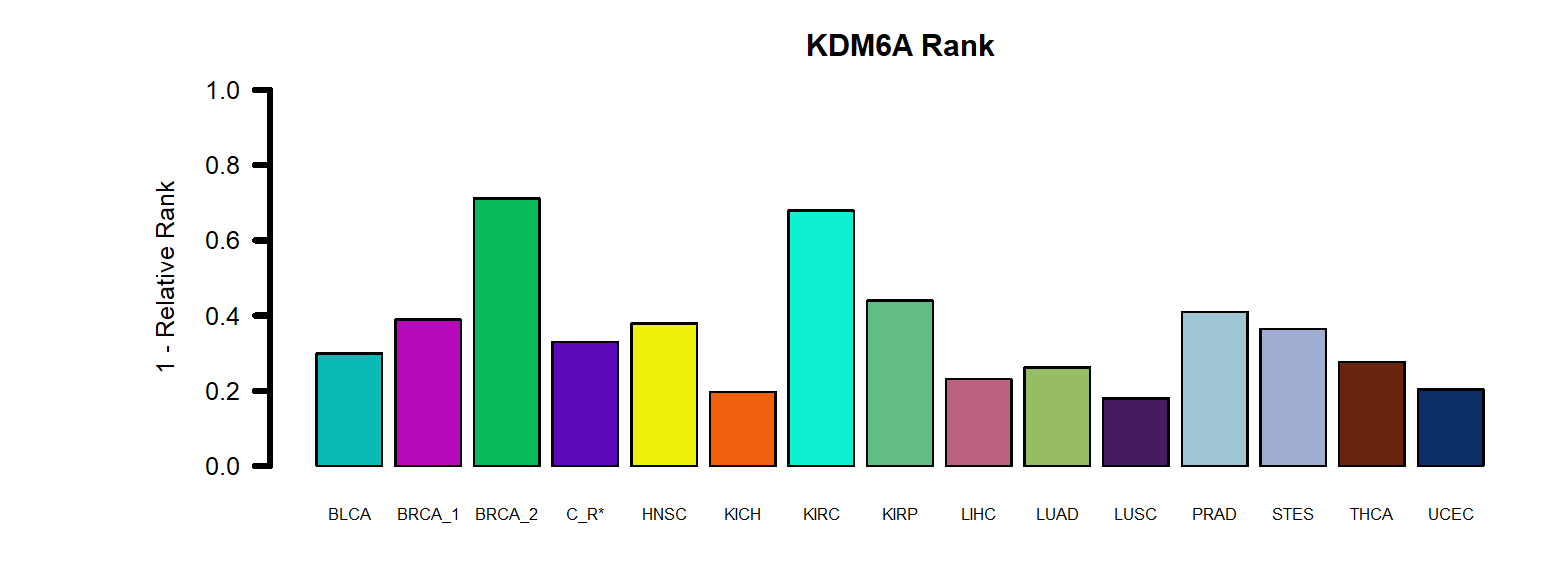 KDM6A Rank
1.0
0.8
0.6
0.4
0.2
0.0
1 - Relative Rank
BLCA BRCA_1 BRCA_2 C_R* HNSC KICH KIRC KIRP LIHC LUAD LUSC PRAD STES THCA UCEC